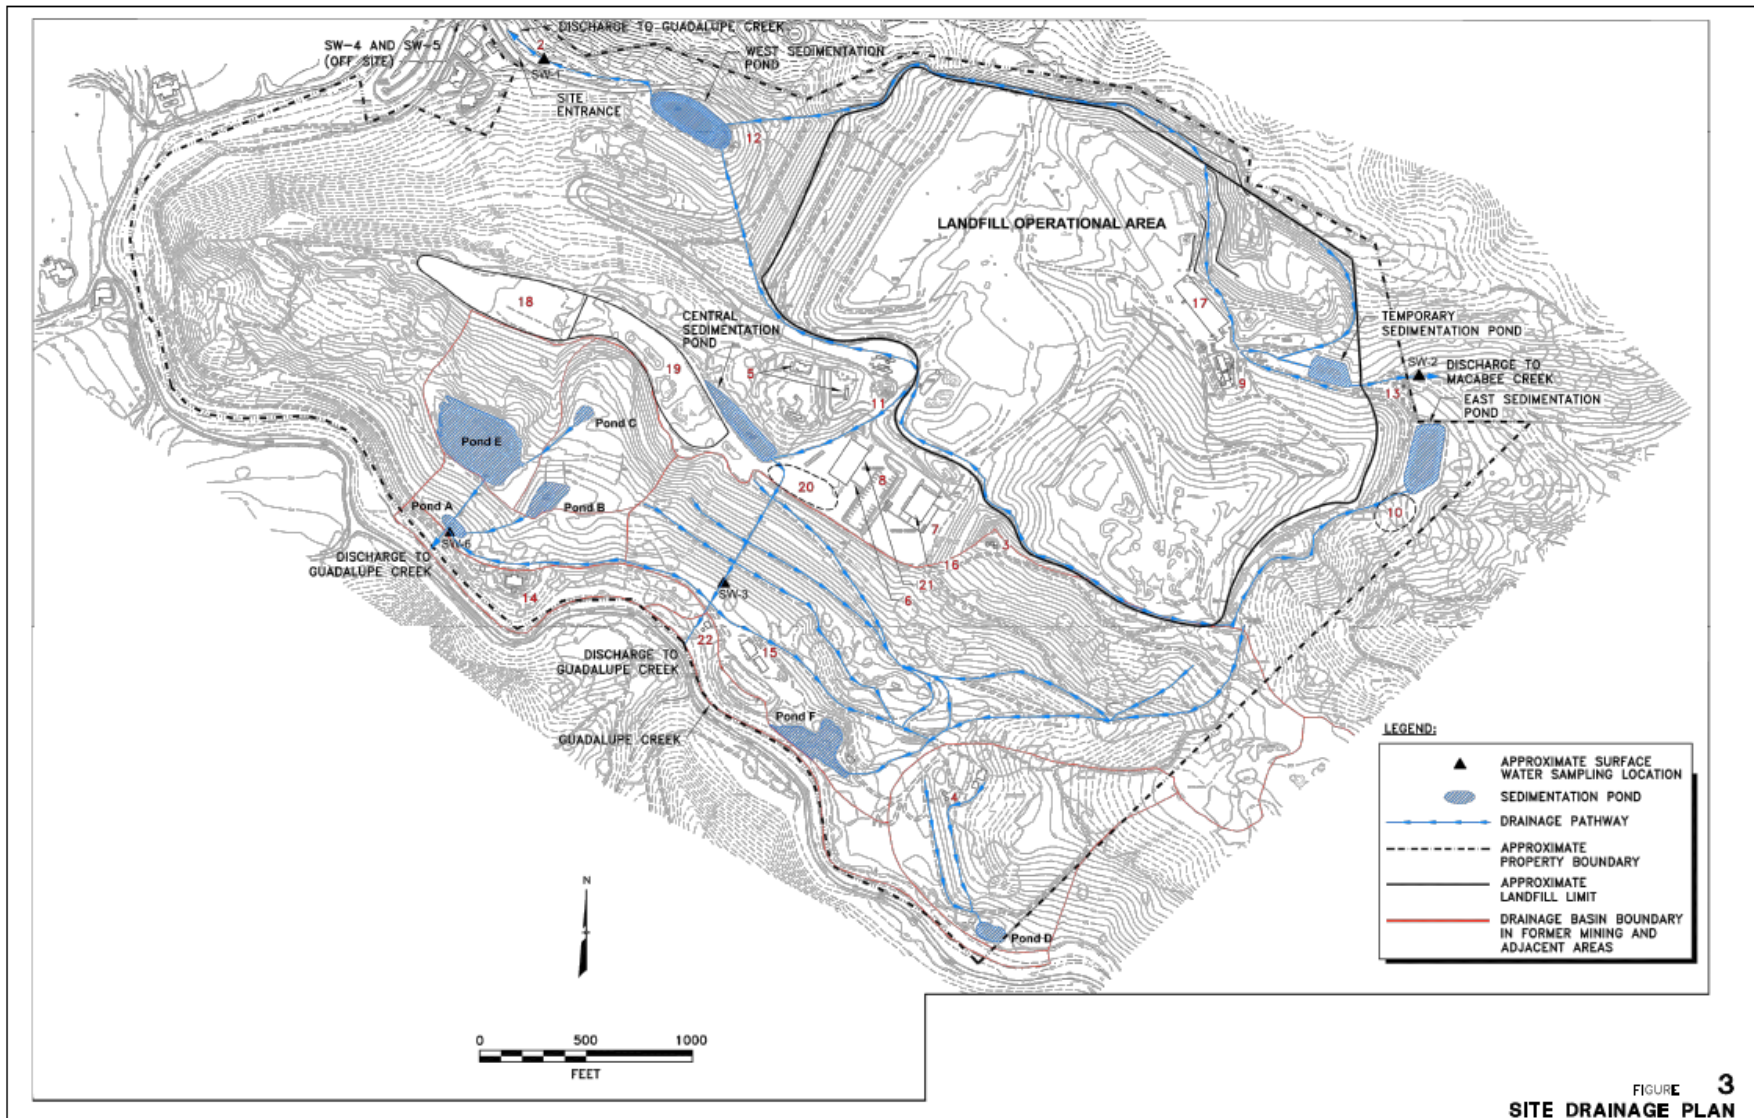 DISCHARGE TO GUADALUPE CREEK
2
SW-4 AND SW-5
(OFF SITE)
SW-1
WEST SEDIMENTATION
POND
SITE
ENTRANCE
12
LANDFILL OPERATIONAL AREA
18
17
CENTRAL
SEDIMENTATION
POND
TEMPORARY
SEDIMENTATION POND
19
5
9
SW-2
DISCHARGE TO
MACABEE CREEK
13
11
EAST SEDIMENTATION
POND
Pond E
Pond C
20
8
Pond A
Pond B
10
7
SW-6
3
DISCHARGE TO
GUADALUPE CREEK
16
21
6
14
SW-3
22
15
DISCHARGE TO
GUADALUPE CREEK
Pond F
GUADALUPE CREEK
4
Pond D
LEGEND:
APPROXIMATE SURFACE
WATER SAMPLING LOCATION
SEDIMENTATION POND
DRAINAGE PATHWAY
APPROXIMATE
PROPERTY BOUNDARY
APPROXIMATE
LANDFILL LIMIT
DRAINAGE BASIN BOUNDARY
IN FORMER MINING AND
ADJACENT AREAS
N
0 500 1000
FEET
FIGURE 3
SITE DRAINAGE PLAN